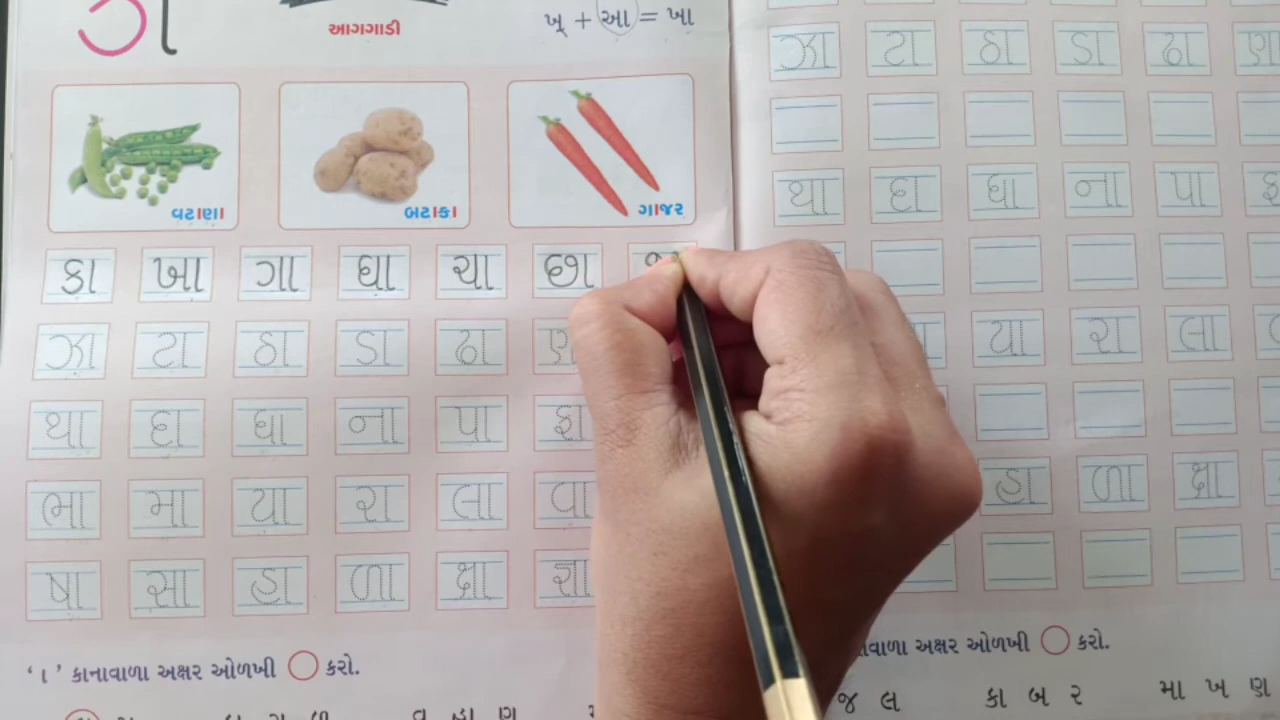 ગા
આગગાડી
ખ્ + આ = ખા
વટાણા બટાકા ગાજર
કા ખા ગા ઘા ચા છા
ઝા ટા ઠા ડા ઢા
થા દા ધા ના પા ફા
ભા મા યા રા લા વા
ષા સા હા ળા ક્ષા જ્ઞા
' ા ' કાનાવાળા અક્ષર ઓળખી ○ કરો.
ઝા ટા ઠા ડા ઢા ણ
થા દા ધા ના પા
યા રા લા
હા ળા ક્ષા
અક્ષર ઓળખી ○ કરો.
જ લ કા બ ર મા ખ ણ